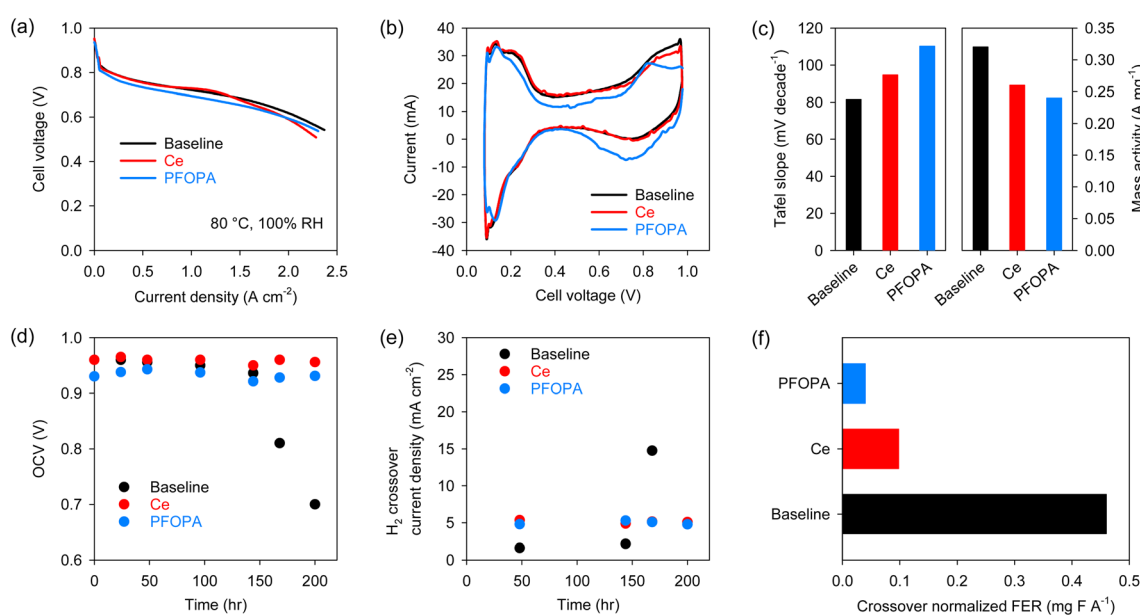 (a)
1.0
0.8
0.6
0.4
0.2
0.0
Cell voltage (V)
Baseline
Ce
PFOPA
80 °C, 100% RH
0.0 0.5 1.0 1.5 2.0 2.5
Current density (A cm⁻²)
(b)
40
30
20
10
0
-10
-20
-30
-40
Current (mA)
Baseline
Ce
PFOPA
0.0 0.2 0.4 0.6 0.8 1.0
Cell voltage (V)
(c)
120
100
80
60
40
20
0
Tafel slope (mV decade⁻¹)
Baseline
Ce
PFOPA
Baseline
Ce
PFOPA
0.35
0.30
0.25
0.20
0.15
0.10
0.05
0.00
Mass activity (A mg⁻¹)
(d)
1.0
0.9
0.8
0.7
0.6
OCV (V)
Baseline
Ce
PFOPA
0 50 100 150 200
Time (hr)
(e)
30
25
20
15
10
5
0
H₂ crossover
current density (mA cm⁻²)
Baseline
Ce
PFOPA
0 50 100 150 200
Time (hr)
(f)
PFOPA
Ce
Baseline
0.0 0.1 0.2 0.3 0.4 0.5
Crossover normalized FER (mg F A⁻¹)